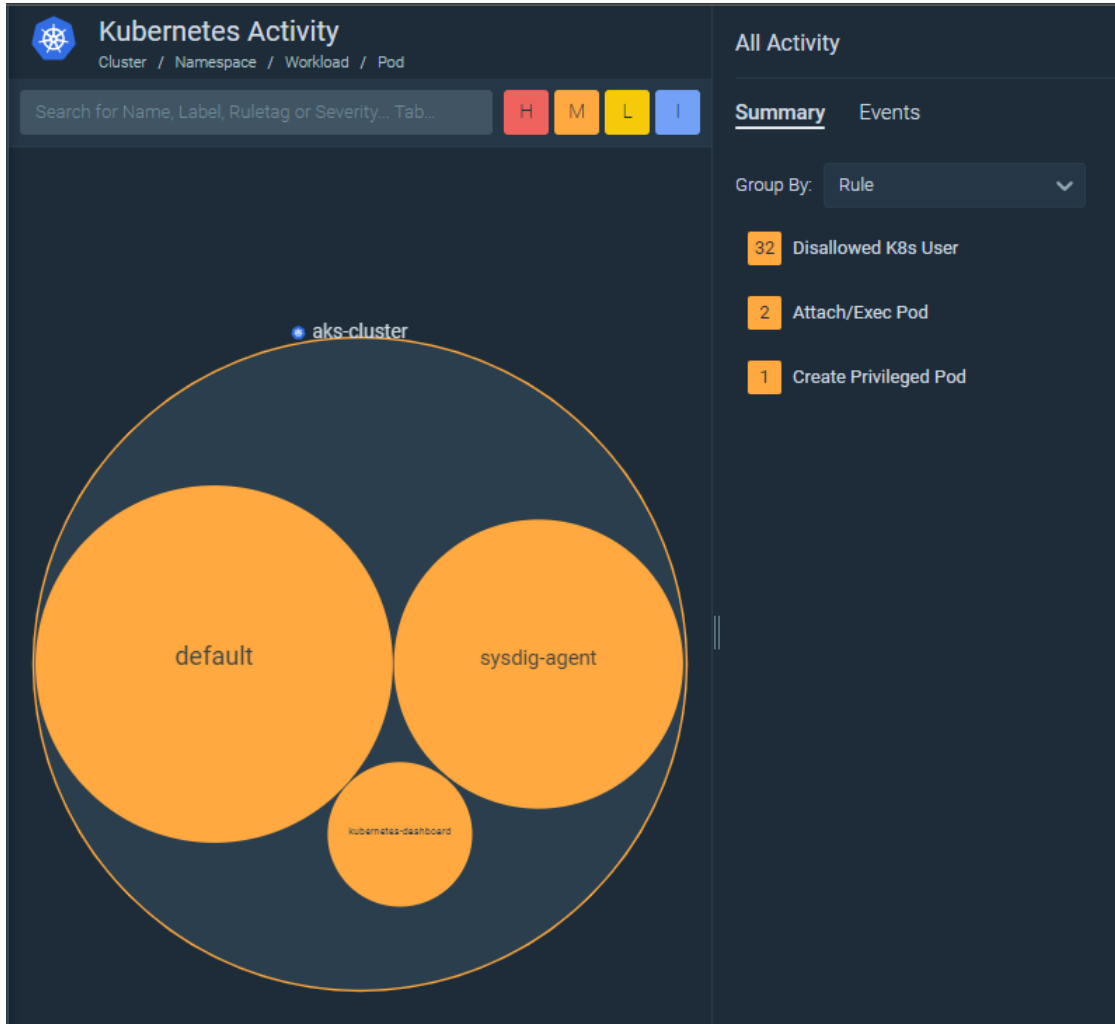 Kubernetes Activity
Cluster / Namespace / Workload / Pod
Search for Name, Label, Ruletag or Severity... Tab...
H M L I
aks-cluster
default
sysdig-agent
kubernetes-dashboard
All Activity
Summary Events
Group By: Rule
32 Disallowed K8s User
2 Attach/Exec Pod
1 Create Privileged Pod